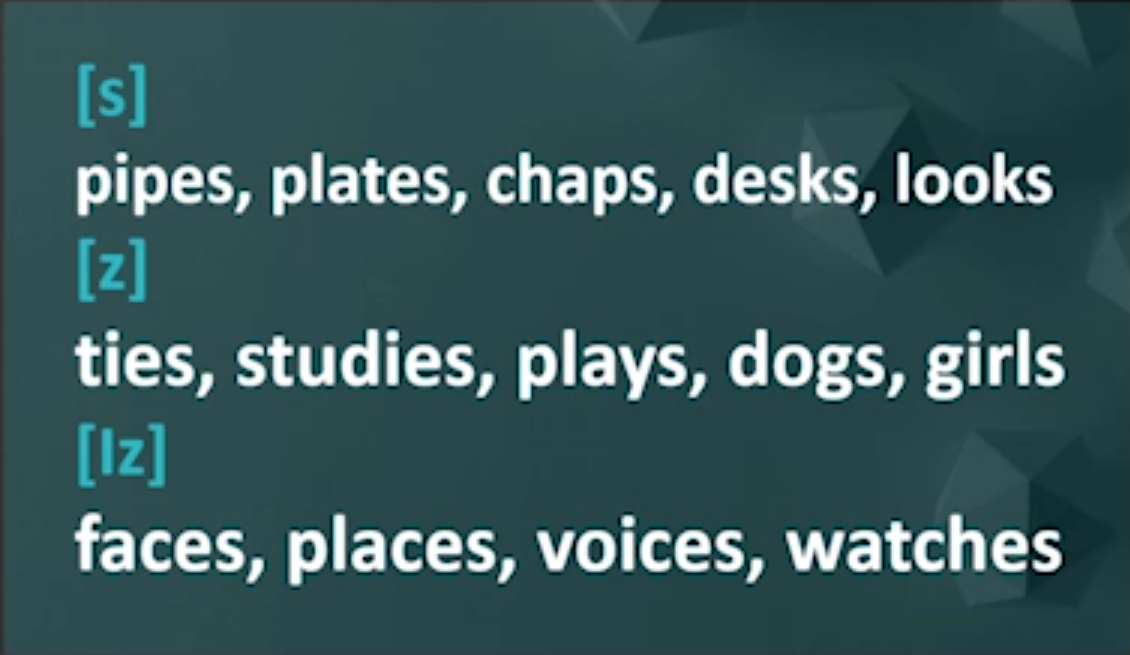 [s]
pipes, plates, chaps, desks, looks
[z]
ties, studies, plays, dogs, girls
[Iz]
faces, places, voices, watches